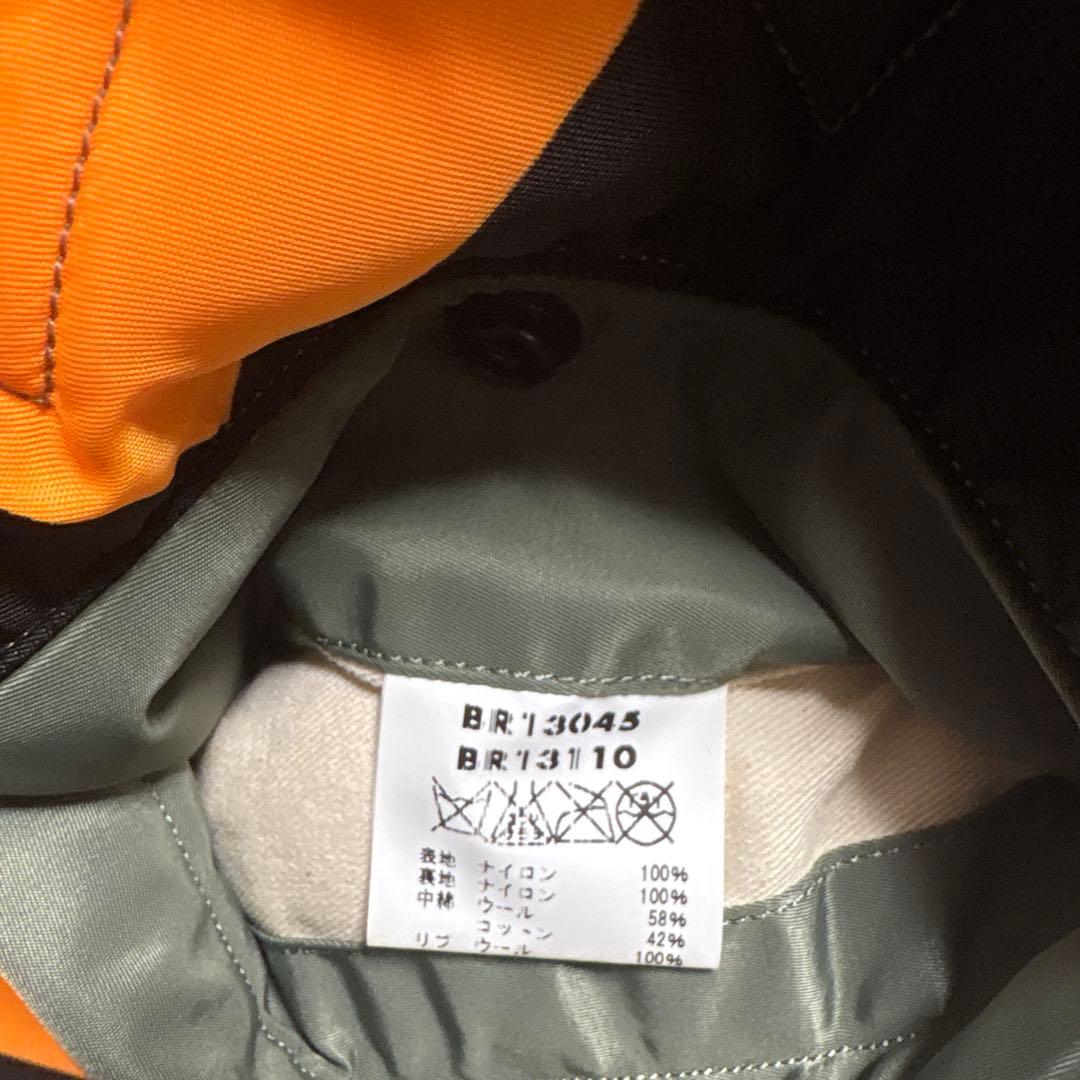 BR13045
BR13110
表地 ナイロン 100%
裏地 ナイロン 100%
中綿 ウール 58%
コットン 42%
リブ ウール 100%